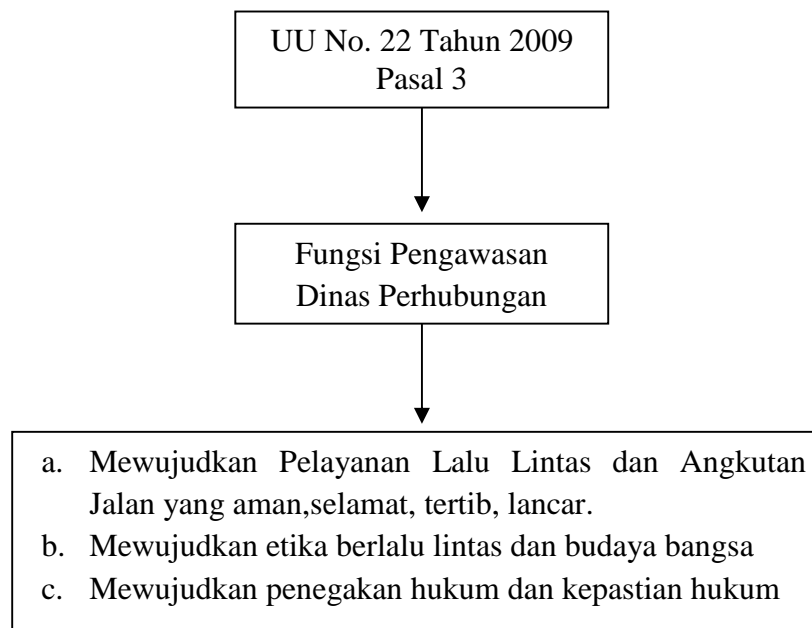 UU No. 22 Tahun 2009
Pasal 3
Fungsi Pengawasan
Dinas Perhubungan
a. Mewujudkan Pelayanan Lalu Lintas dan Angkutan
Jalan yang aman,selamat, tertib, lancar.
b. Mewujudkan etika berlalu lintas dan budaya bangsa
c. Mewujudkan penegakan hukum dan kepastian hukum